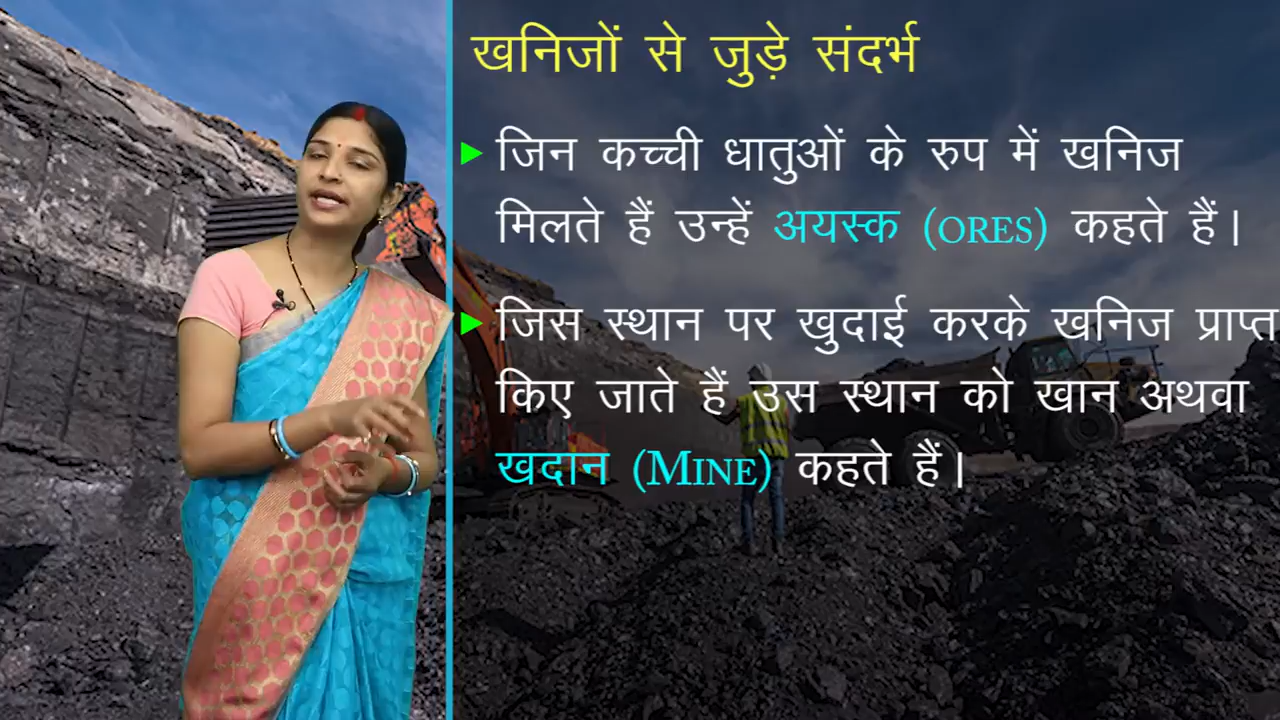 खनिजों से जुड़े संदर्भ
जिन कच्ची धातुओं के रुप में खनिज
मिलते हैं उन्हें अयस्क (ORES) कहते हैं।
जिस स्थान पर खुदाई करके खनिज प्राप्त
किए जाते हैं उस स्थान को खान अथवा
खदान (MINE) कहते हैं।